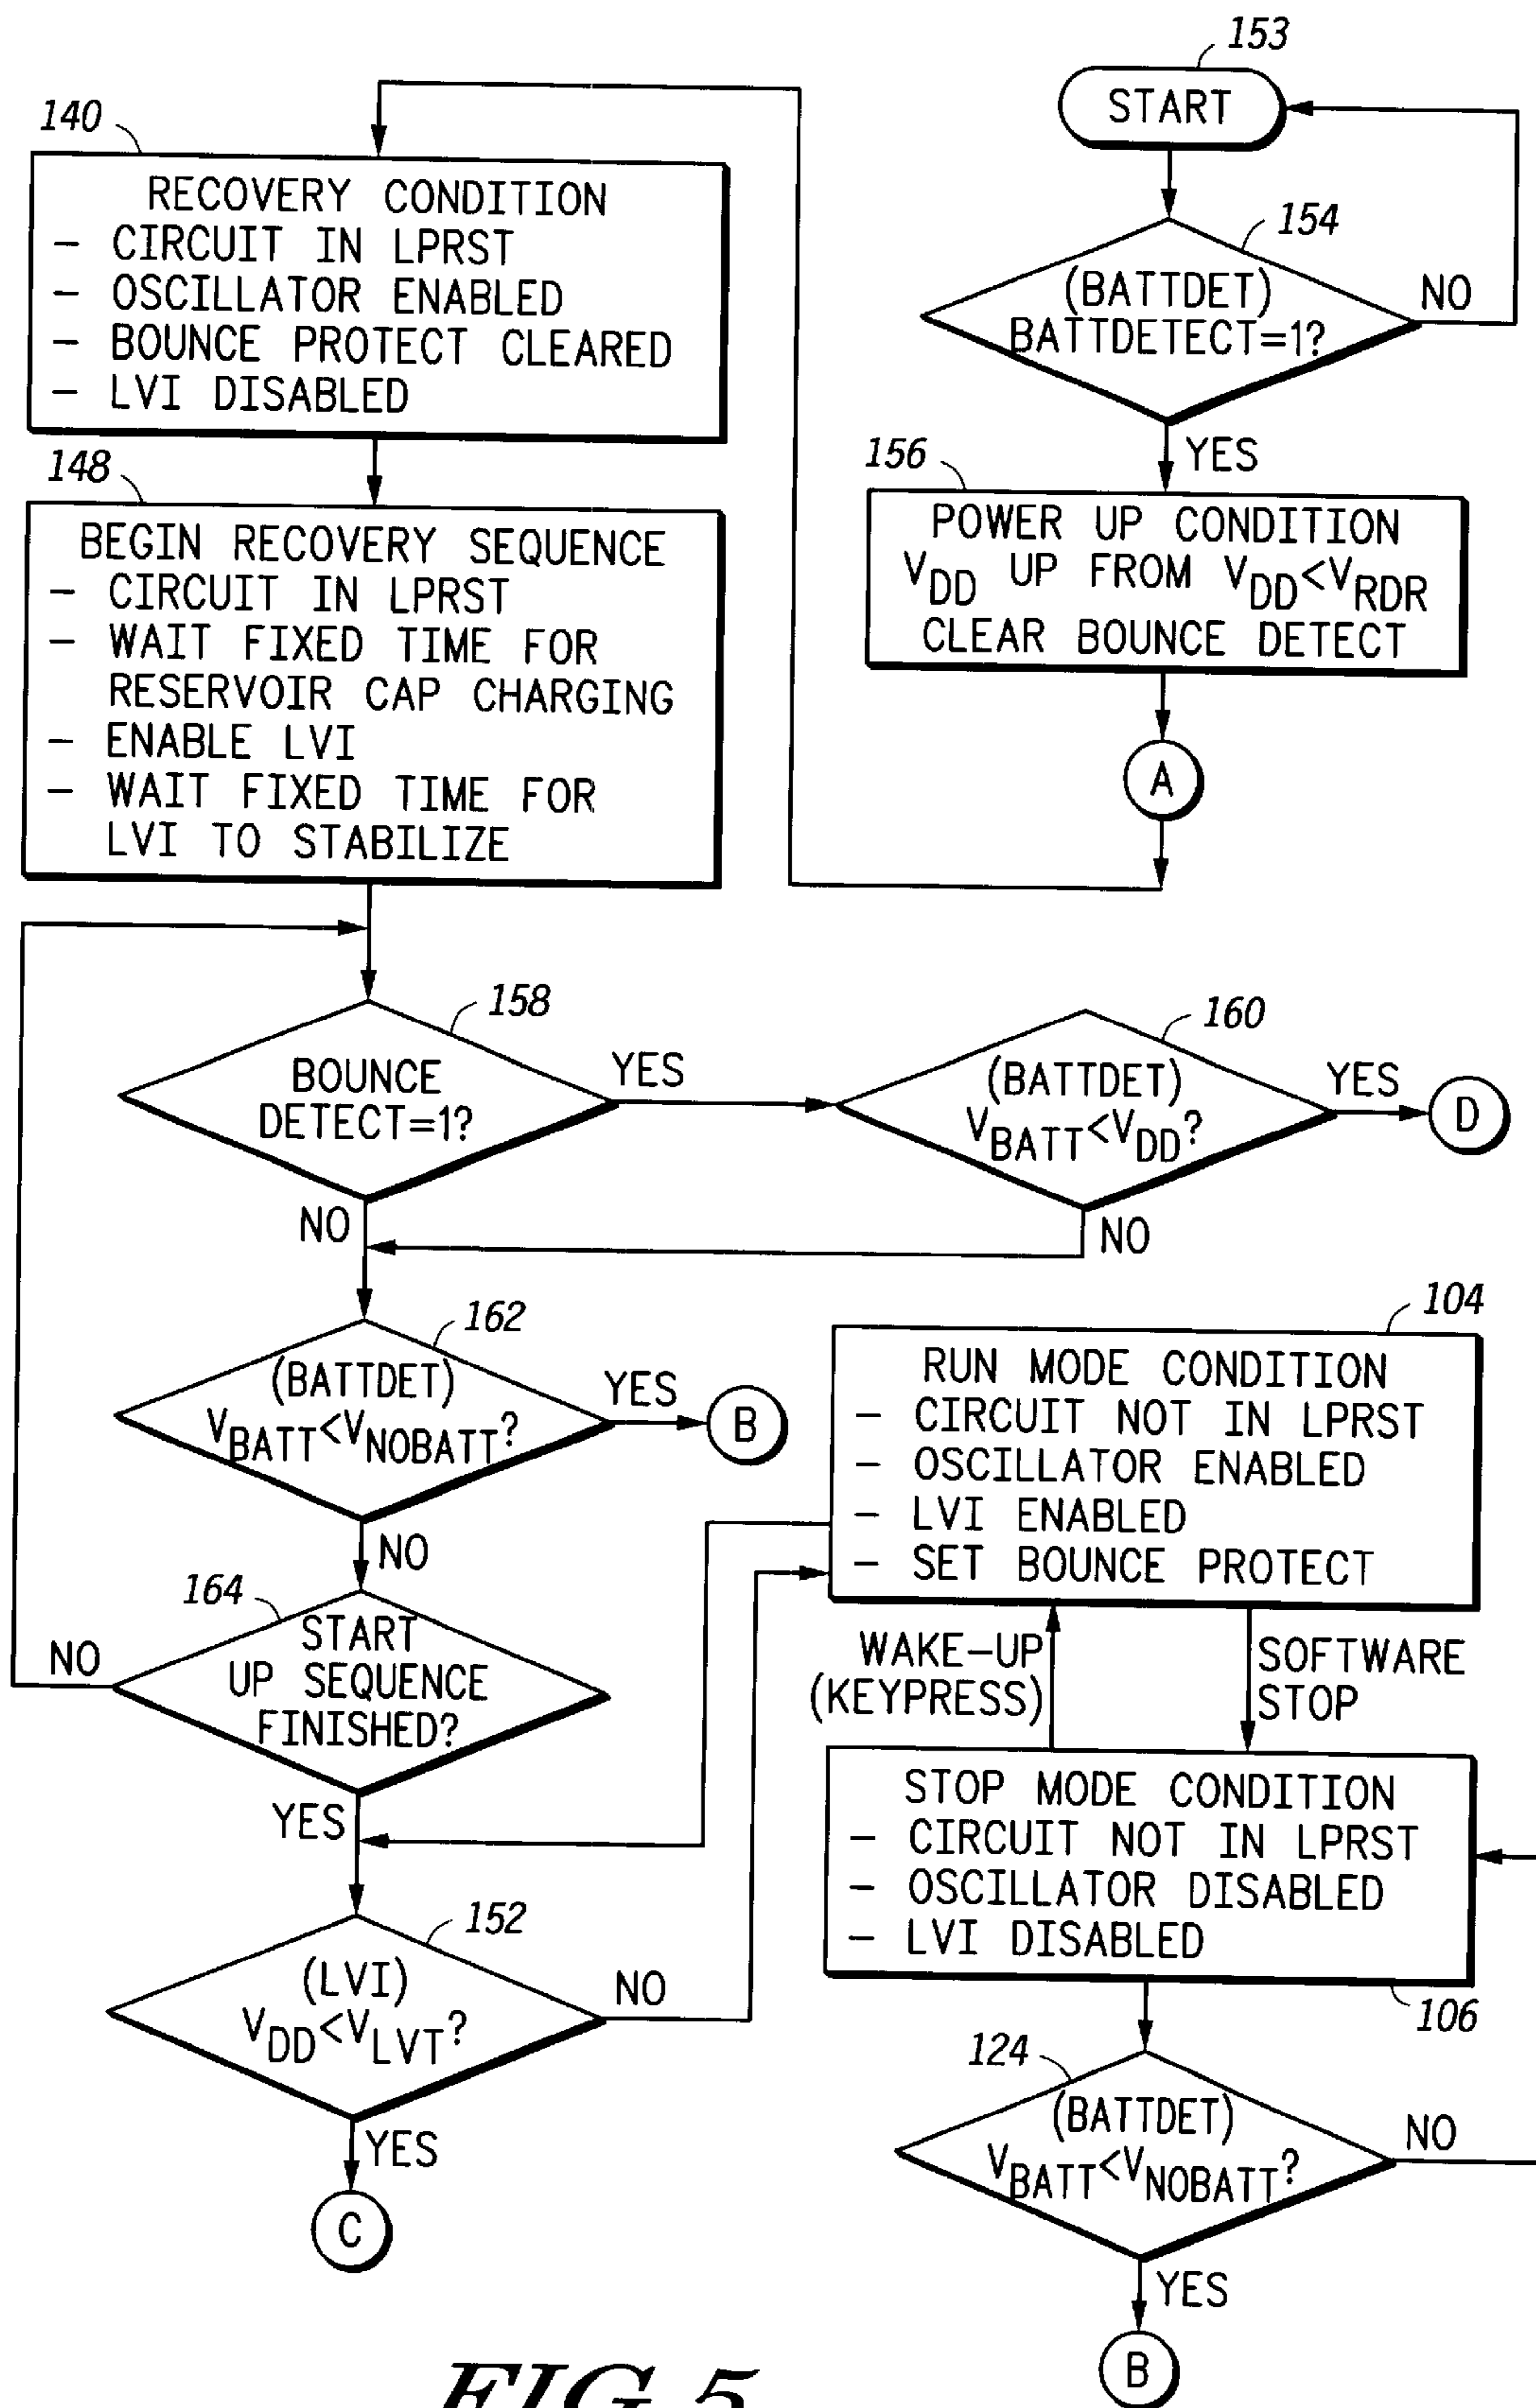 153
START
154
(BATTDET)
BATTDETECT=1?
NO
YES
156
POWER UP CONDITION
VDD UP FROM VDD<VRDR
CLEAR BOUNCE DETECT
A
140
RECOVERY CONDITION
- CIRCUIT IN LPRST
- OSCILLATOR ENABLED
- BOUNCE PROTECT CLEARED
- LVI DISABLED
148
BEGIN RECOVERY SEQUENCE
- CIRCUIT IN LPRST
- WAIT FIXED TIME FOR
RESERVOIR CAP CHARGING
- ENABLE LVI
- WAIT FIXED TIME FOR
LVI TO STABILIZE
158
BOUNCE
DETECT=1?
YES
NO
160
(BATTDET)
VBATT<VDD?
YES
D
NO
162
(BATTDET)
VBATT<VNOBATT?
YES
B
NO
164
START
UP SEQUENCE
FINISHED?
NO
YES
152
(LVI)
VDD<VLVT?
NO
YES
C
104
RUN MODE CONDITION
- CIRCUIT NOT IN LPRST
- OSCILLATOR ENABLED
- LVI ENABLED
- SET BOUNCE PROTECT
WAKE-UP
(KEYPRESS)
SOFTWARE
STOP
STOP MODE CONDITION
- CIRCUIT NOT IN LPRST
- OSCILLATOR DISABLED
- LVI DISABLED
106
124
(BATTDET)
VBATT<VNOBATT?
NO
YES
B
FIG.5